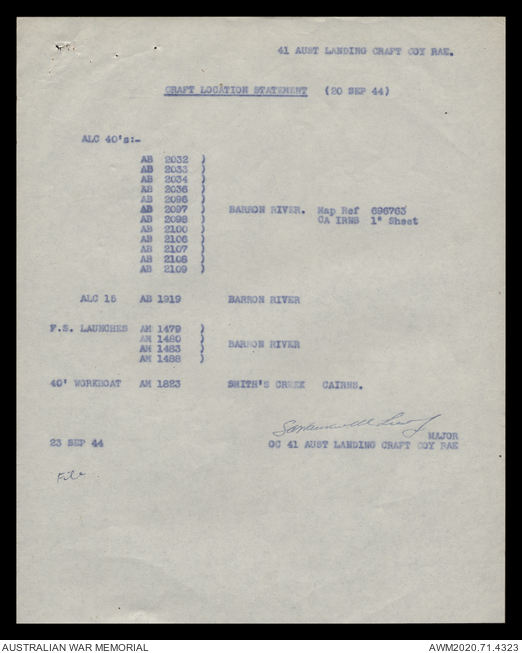 41 AUST LANDING CRAFT COY RAE.
CRAFT LOCATION STATEMENT (20 SEP 44)
ALC 40's:-
AB 2032 )
AB 2033 )
AB 2034 )
AB 2036 )
AB 2096 )
AB 2097 ) BARRON RIVER. Map Ref 696763
AB 2098 ) CAIRNS 1" Sheet
AB 2100 )
AB 2106 )
AB 2107 )
AB 2108 )
AB 2109 )
ALC 15 AB 1919 BARRON RIVER
F.S. LAUNCHES AM 1479 )
AM 1480 )
AM 1483 ) BARRON RIVER
AM 1488 )
40' WORKBOAT AM 1823 SMITH'S CREEK CAIRNS.
MAJOR
23 SEP 44 OC 41 AUST LANDING CRAFT COY RAE
File
AUSTRALIAN WAR MEMORIAL AWM2020.71.4323